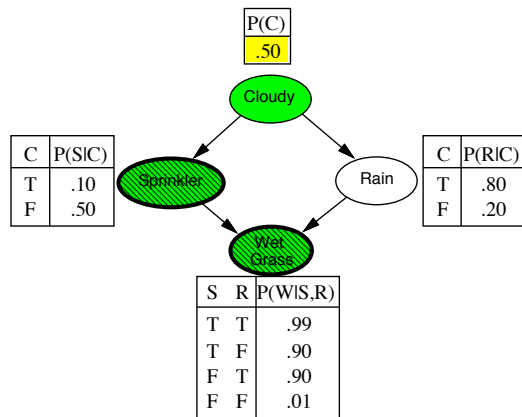 P(C)
.50
Cloudy
C P(S|C)
T .10
F .50
Sprinkler
Rain
C P(R|C)
T .80
F .20
Wet
Grass
S R P(W|S,R)
T T .99
T F .90
F T .90
F F .01